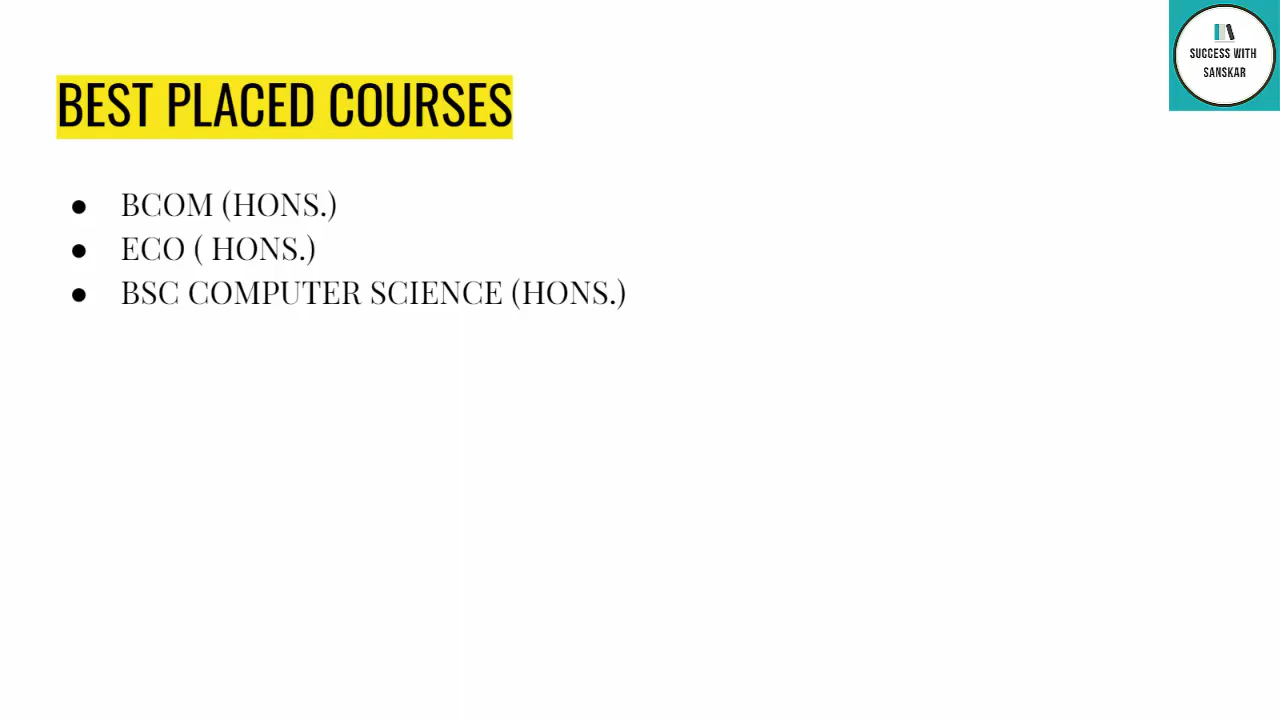 SUCCESS WITH
SANSKAR
BEST PLACED COURSES
● BCOM (HONS.)
● ECO ( HONS.)
● BSC COMPUTER SCIENCE (HONS.)